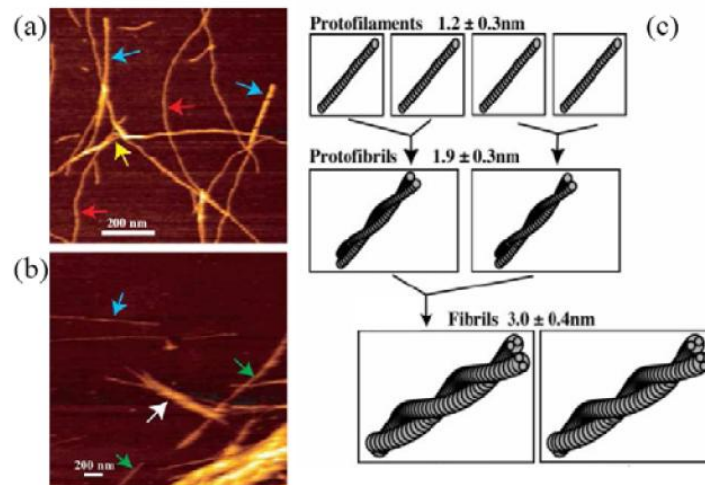 (a)
200 nm
(b)
200 nm
Protofilaments 1.2 ± 0.3nm
(c)
Protofibrils 1.9 ± 0.3nm
Fibrils 3.0 ± 0.4nm